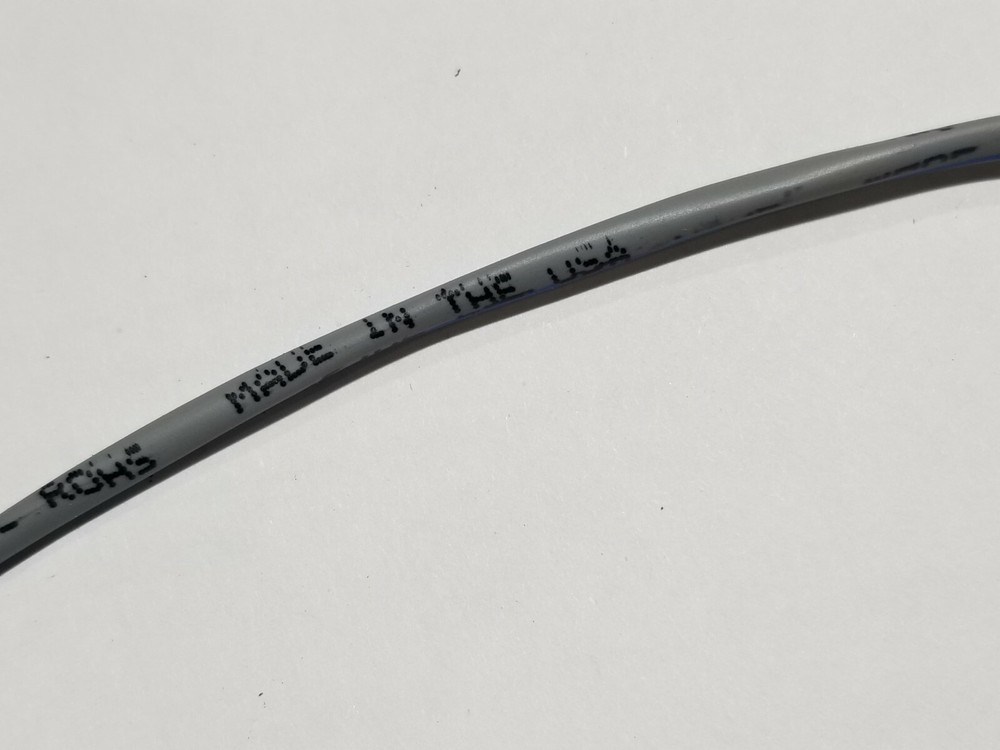 - ROHS MADE IN THE USA